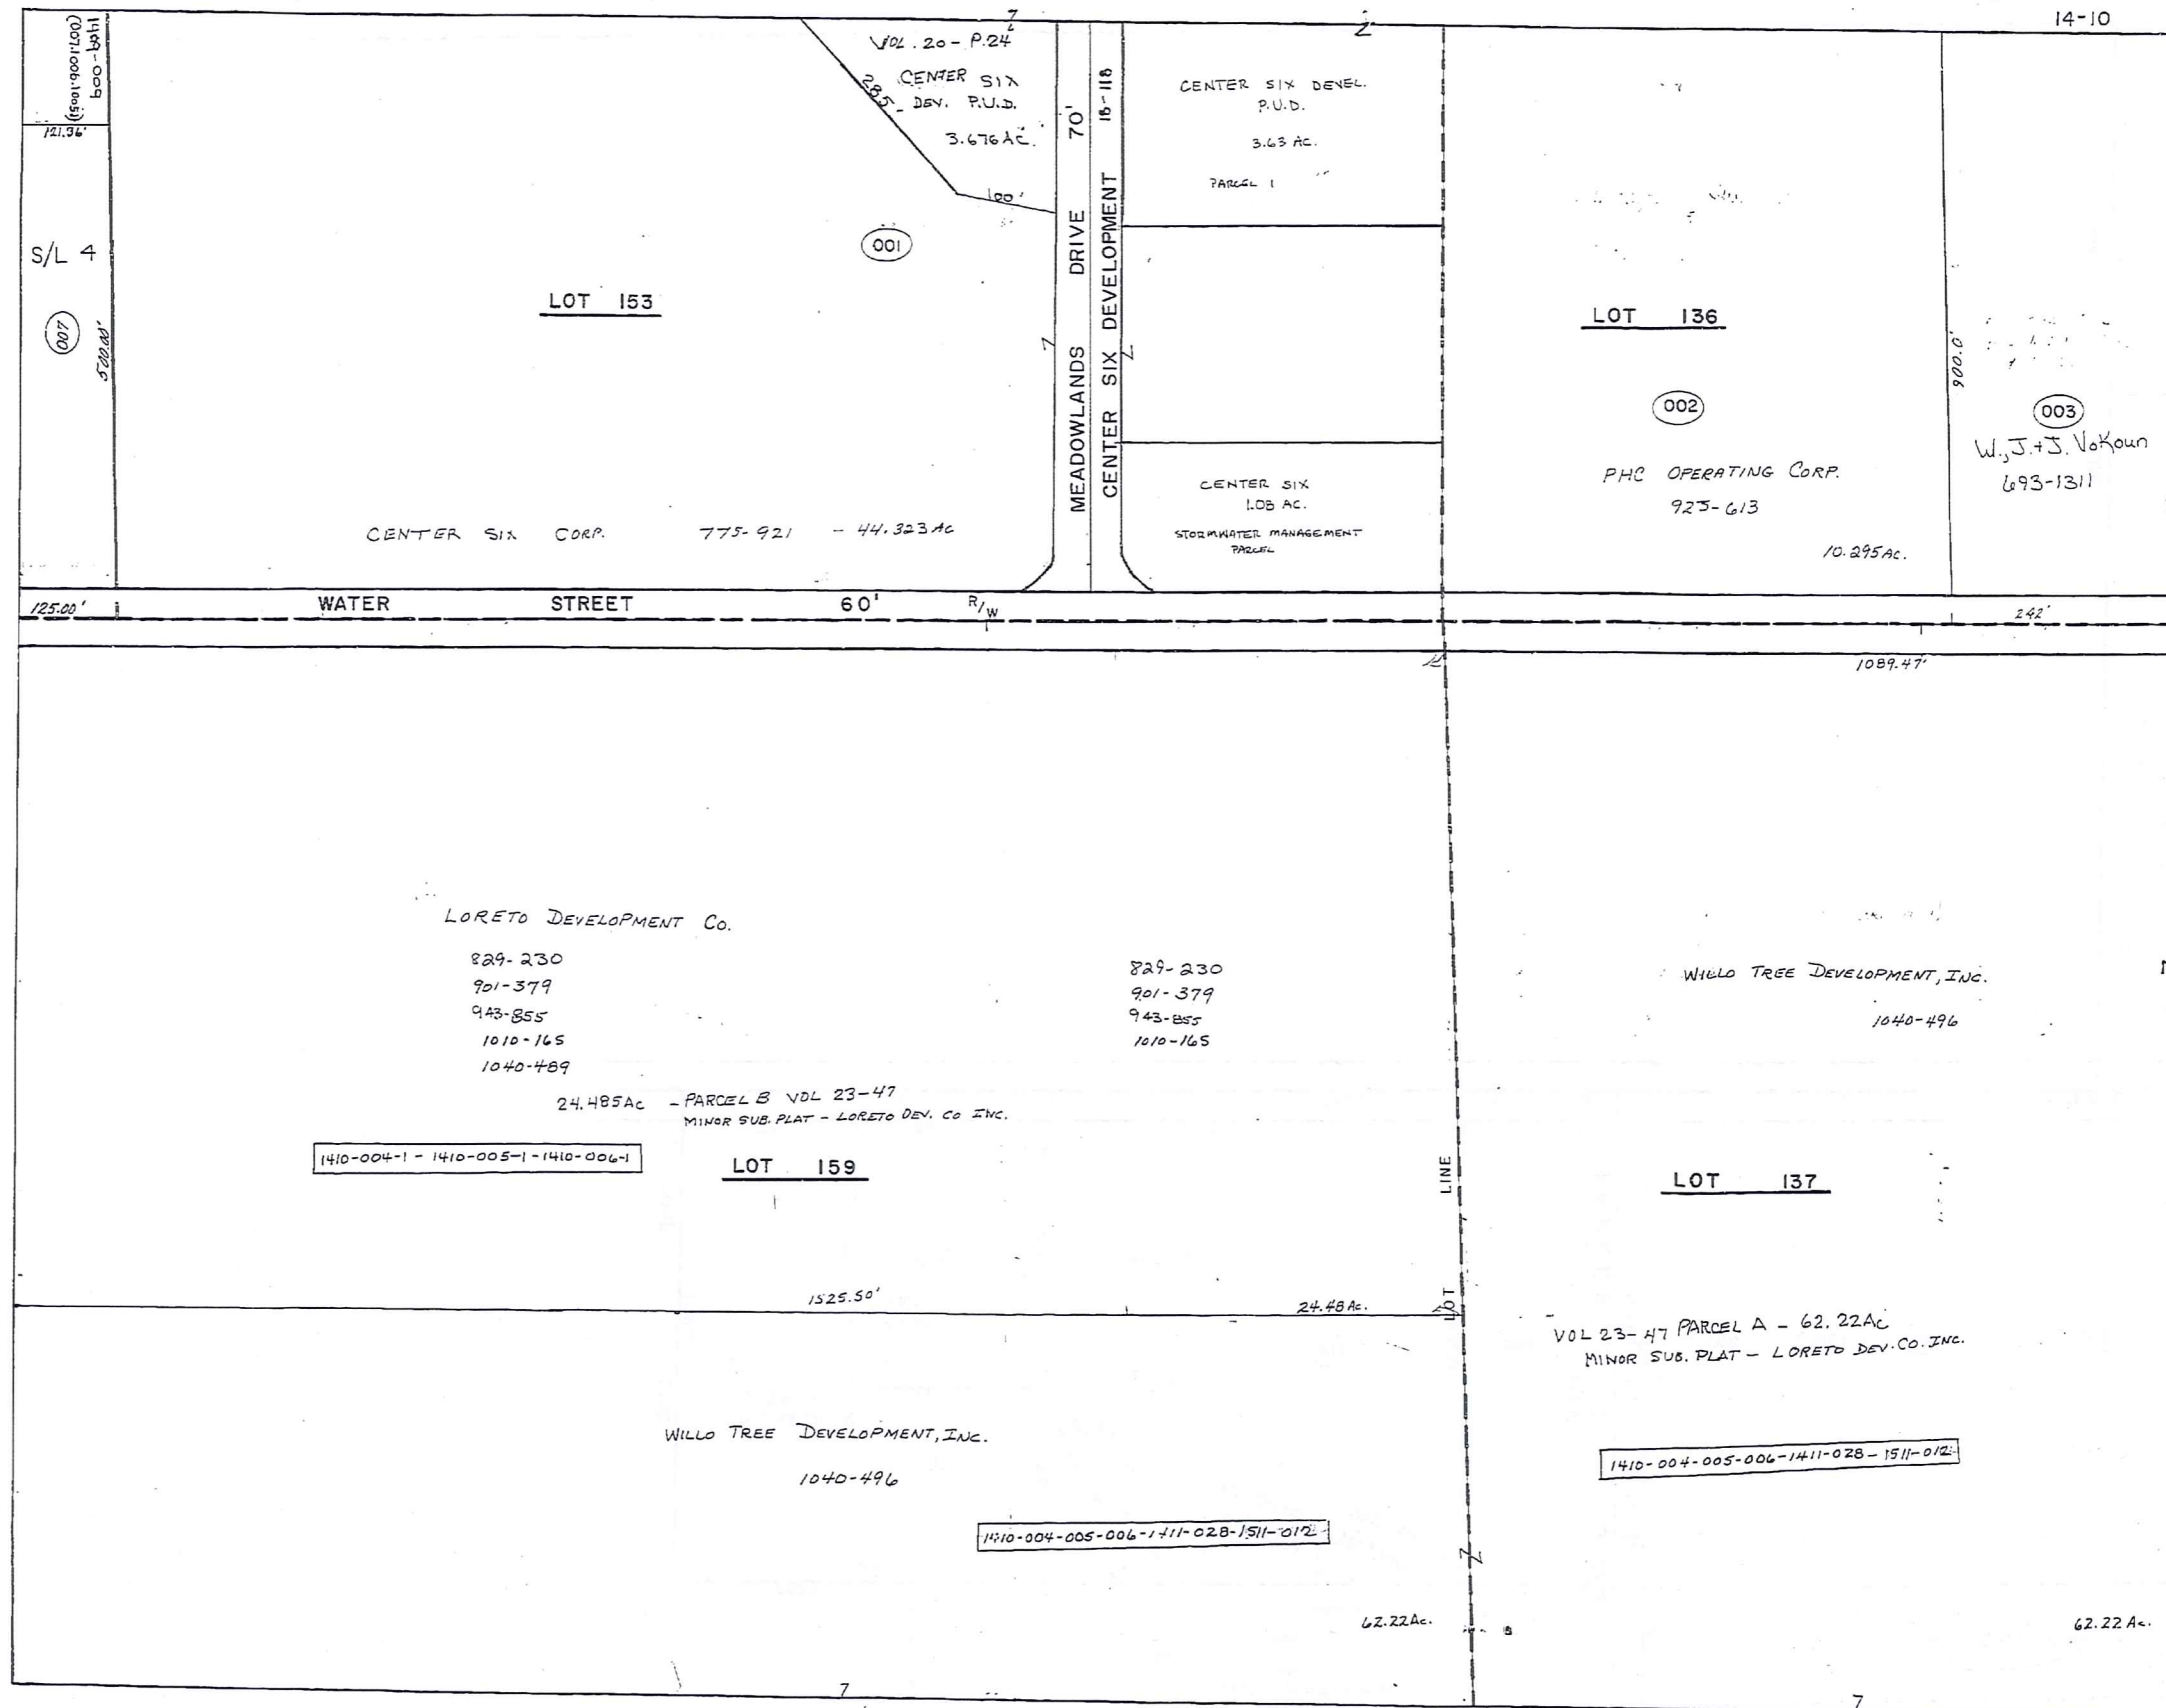 14-10
1409-009
(007.1006.1005)
121.36'
S/L 4
007
500.00'
125.00'
LOT 153
001
VOL. 20 - P.24
CENTER SIX
DEV. P.U.D.
3.676 AC.
285
100'
MEADOWLANDS DRIVE 70'
CENTER SIX DEVELOPMENT 18-118
CENTER SIX DEVEL.
P.U.D.
3.63 AC.
PARCEL 1
CENTER SIX
1.08 AC.
STORMWATER MANAGEMENT
PARCEL
CENTER SIX CORP. 775-921 - 44.323 AC
LOT 136
002
PHC OPERATING CORP.
925-613
10.295 AC.
900.0'
003
W., J. + J. Vokoun
693-1311
WATER STREET 60' R/W
242'
1089.47'
LORETO DEVELOPMENT Co.
829-230
901-379
943-855
1010-165
1040-489
24.485 Ac - PARCEL B VOL 23-47
MINOR SUB. PLAT - LORETO DEV. CO INC.
1410-004-1 - 1410-005-1 - 1410-006-1
LOT 159
829-230
901-379
943-855
1010-165
1525.50'
24.48 Ac.
LOT LINE
WILLO TREE DEVELOPMENT, INC.
1040-496
LOT 137
VOL 23-47 PARCEL A - 62.22 Ac
MINOR SUB. PLAT - LORETO DEV. CO. INC.
1410-004-005-006-1411-028-1511-012
WILLO TREE DEVELOPMENT, INC.
1040-496
1410-004-005-006-1411-028-1511-012
62.22 Ac.
62.22 Ac.